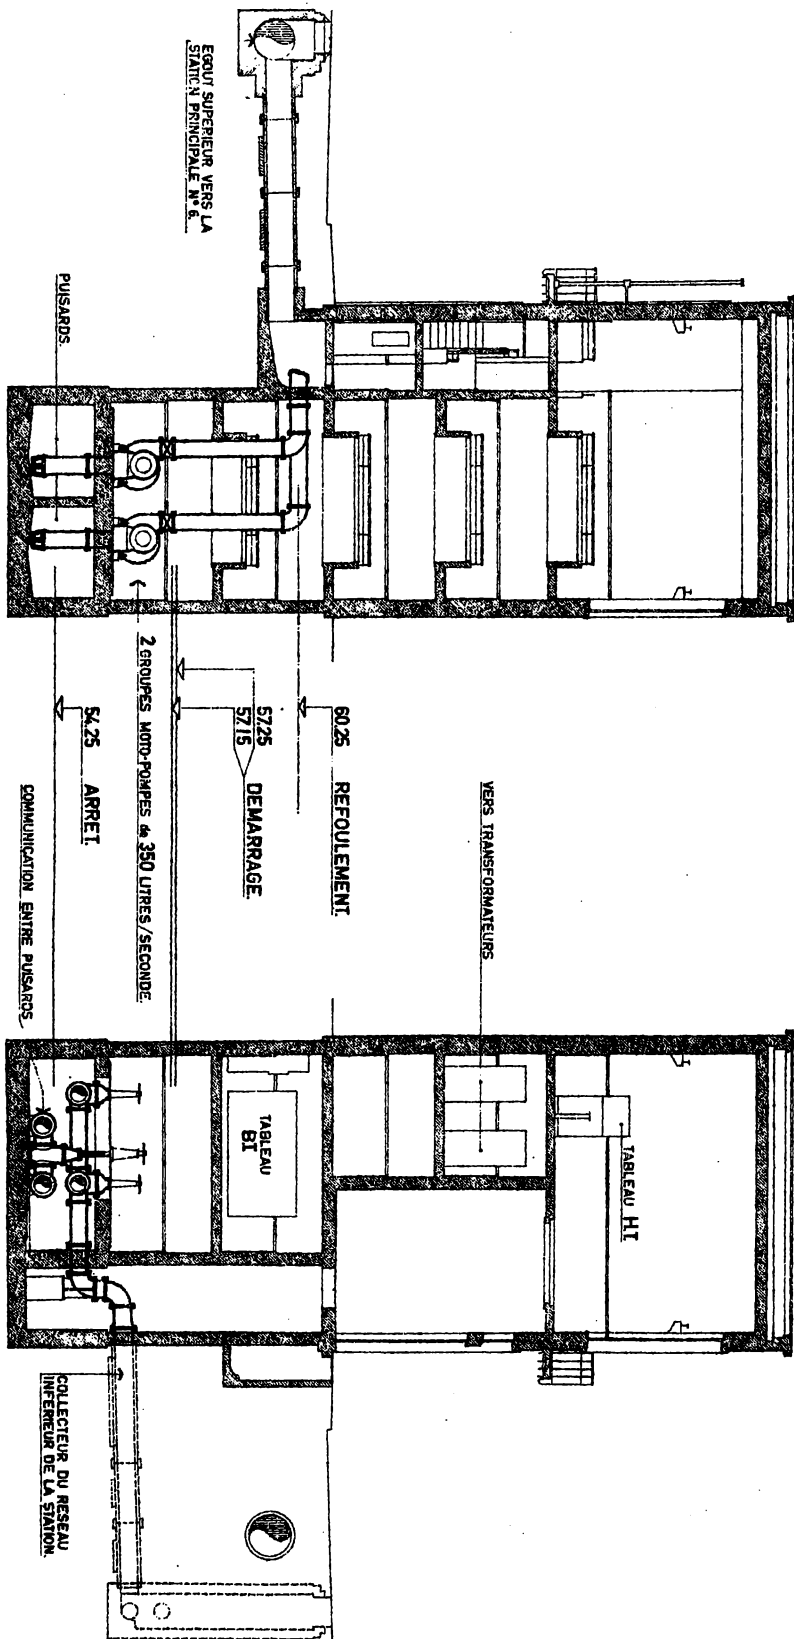 EGOUT SUPERIEUR VERS LA
STATION PRINCIPALE N° 6.
PUISARDS.
60.25 REFOULEMENT.
57.25
57.15
DEMARRAGE.
2 GROUPES MOTO-POMPES de 350 LITRES/SECONDE.
54.25 ARRET.
COMMUNICATION ENTRE PUISARDS
VERS TRANSFORMATEURS
TABLEAU H.T
TABLEAU
BT
COLLECTEUR DU RESEAU
INFERIEUR DE LA STATION.